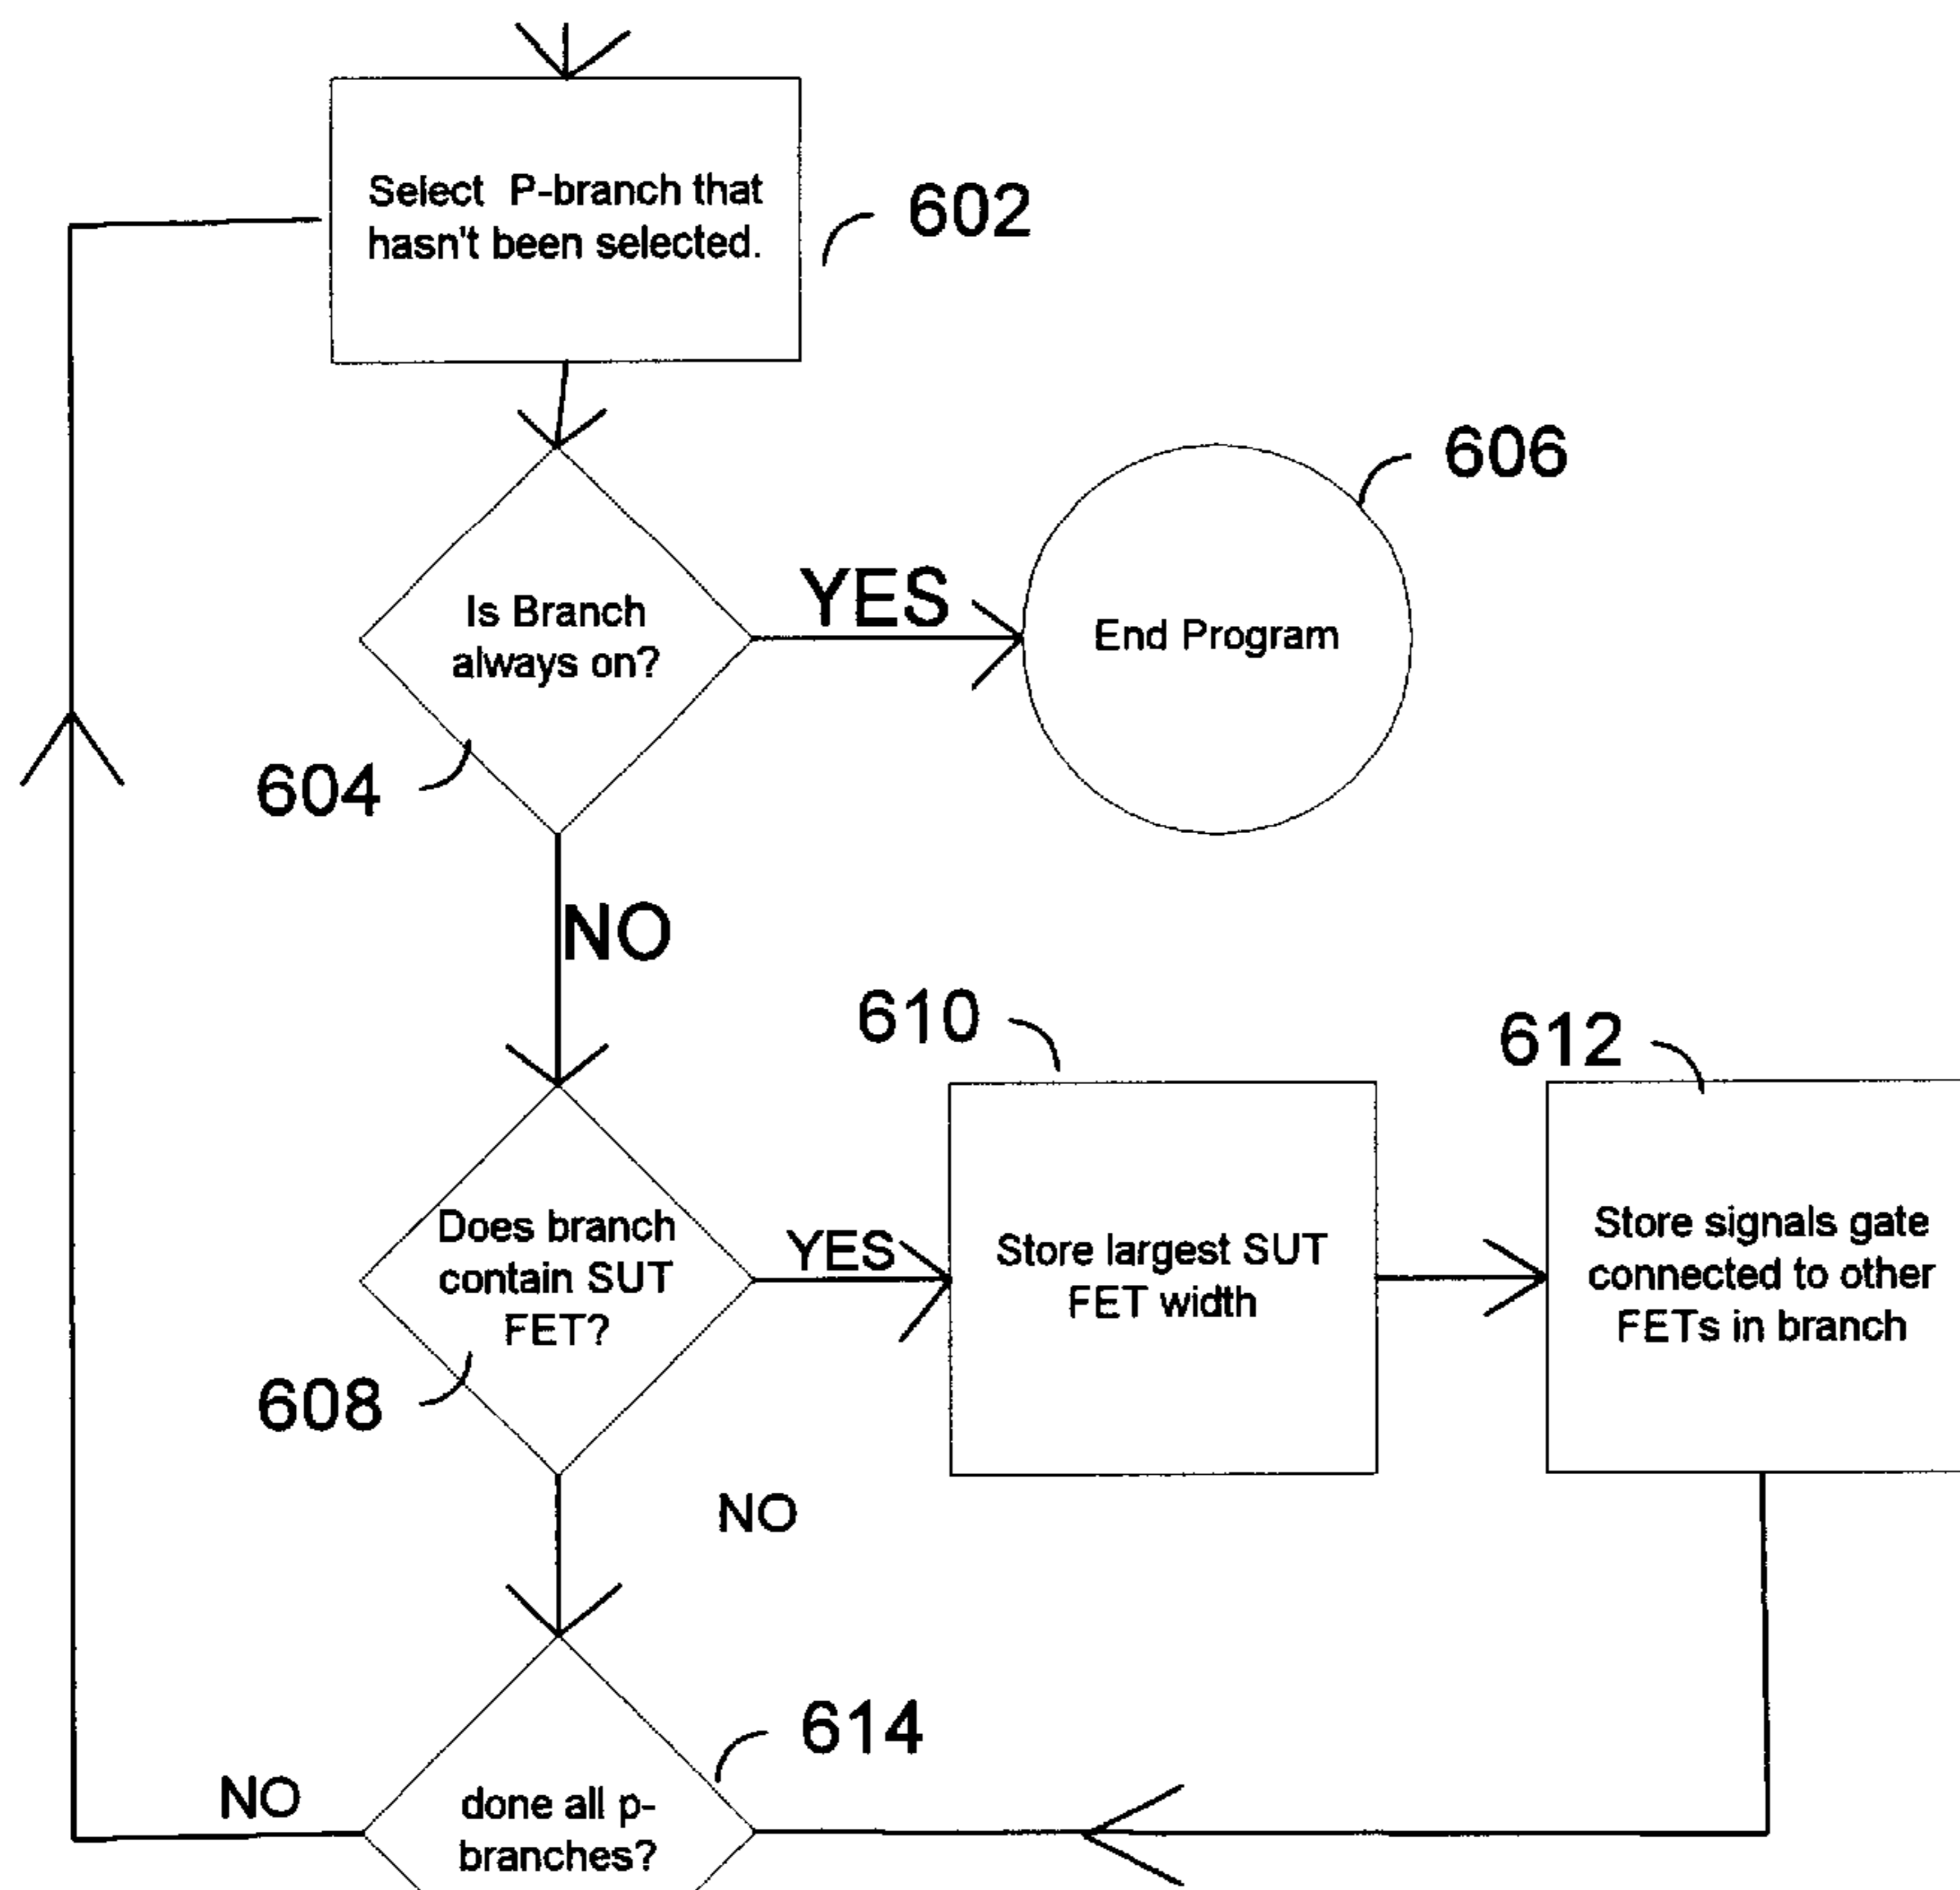 Select P-branch that
hasn't been selected.
602
Is Branch
always on?
604
YES
End Program
606
NO
Does branch
contain SUT
FET?
608
YES
610
Store largest SUT
FET width
612
Store signals gate
connected to other
FETs in branch
NO
614
done all p-
branches?
NO